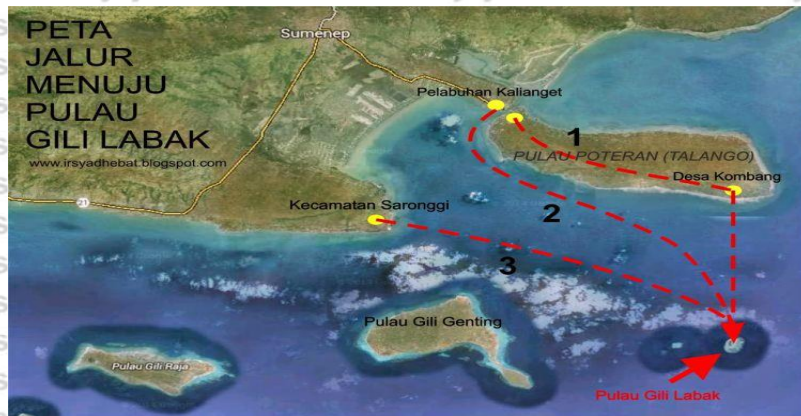 PETA
JALUR
MENUJU
PULAU
GILI LABAK
www.irsyadhebat.blogspot.com
Sumenep
Pelabuhan Kalianget
1
PULAU POTERAN (TALANGO)
Desa Kombang
2
Kecamatan Saronggi
21
3
Pulau Gili Genting
Pulau Gili Raja
Pulau Gili Labak